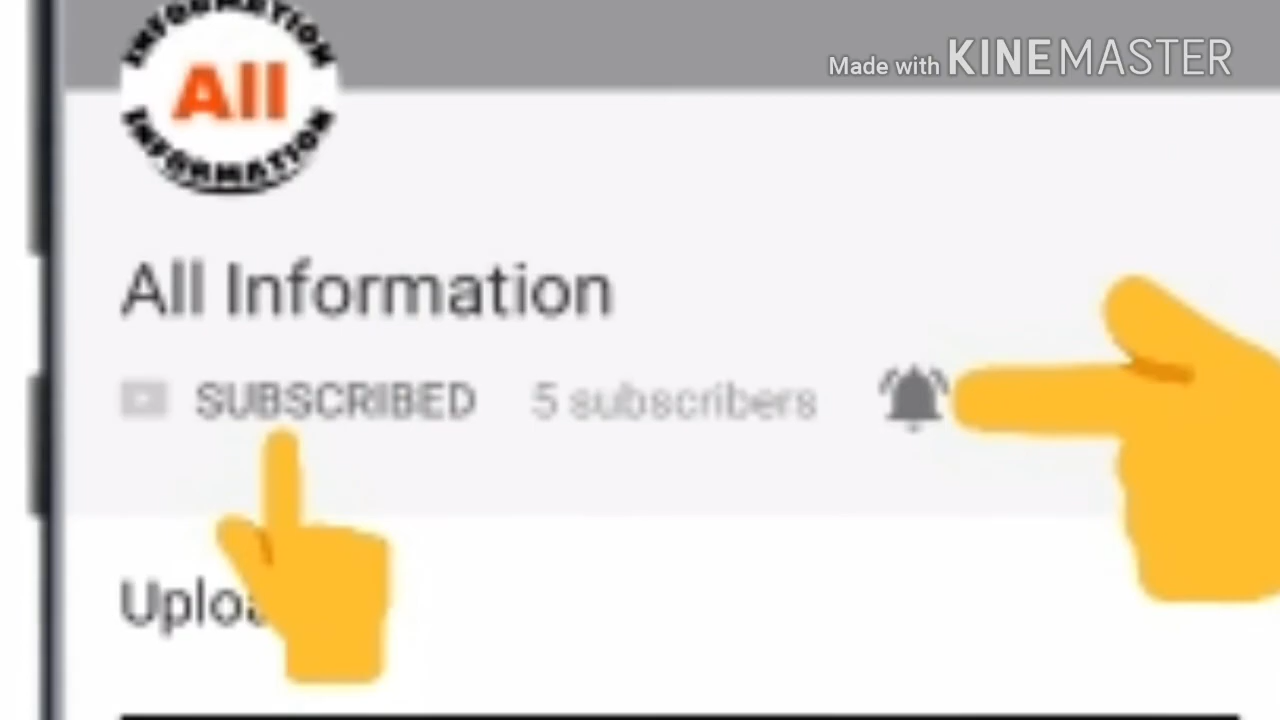 Made with KINEMASTER
INFORMATION
All
INFORMATION
All Information
SUBSCRIBED 5 subscribers